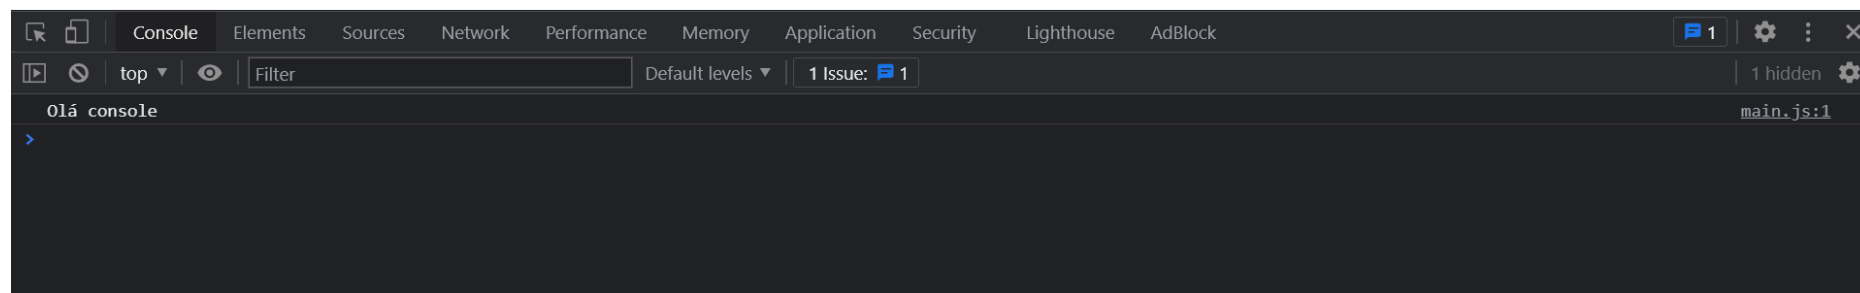 Console Elements Sources Network Performance Memory Application Security Lighthouse AdBlock 1
top Filter Default levels 1 Issue: 1 1 hidden
Olá console main.js:1
>